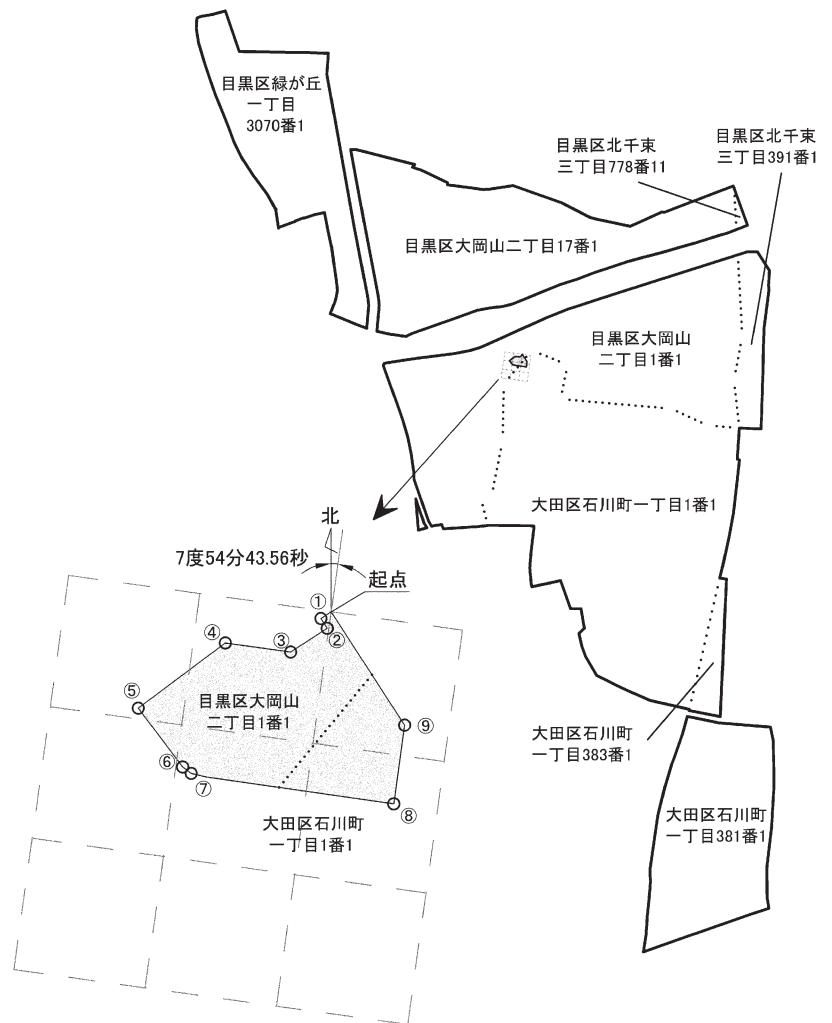 目黒区緑が丘
一丁目
3070番1
目黒区北千束
三丁目778番11
目黒区北千束
三丁目391番1
目黒区大岡山二丁目17番1
目黒区大岡山
二丁目1番1
大田区石川町一丁目1番1
北
7度54分43.56秒
起点
①
②
③
④
⑤
目黒区大岡山
二丁目1番1
⑨
⑥
⑦
⑧
大田区石川町
一丁目1番1
大田区石川町
一丁目383番1
大田区石川町
一丁目381番1